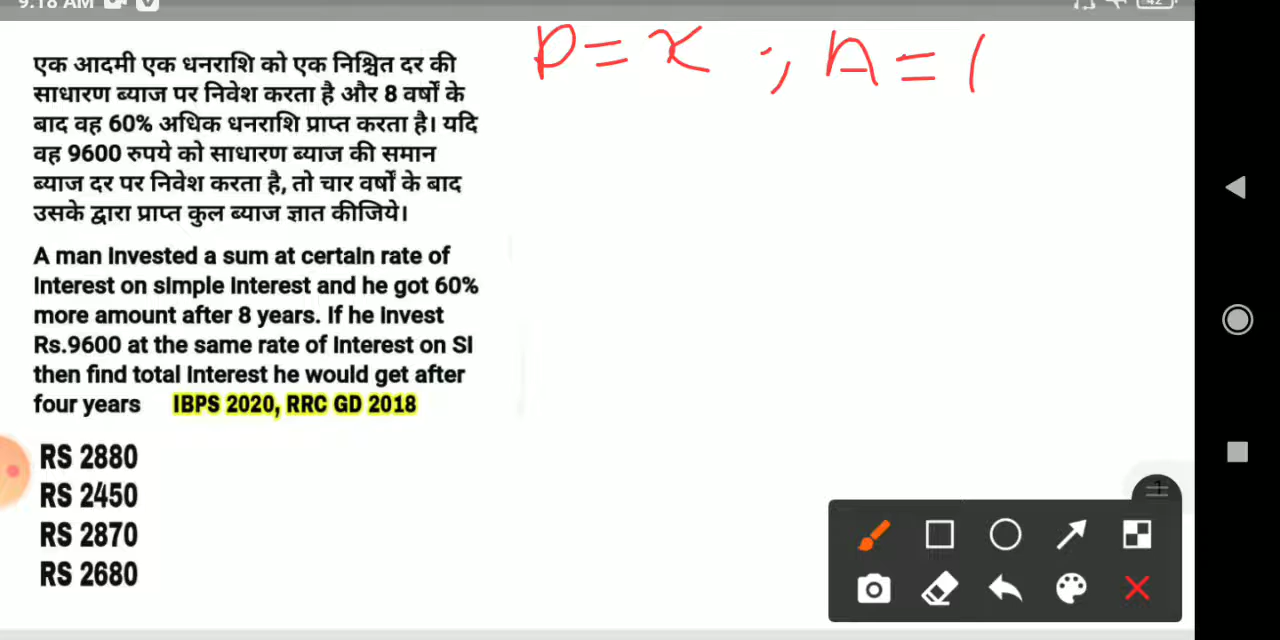 9:18 AM
42
P = x ; A = (
एक आदमी एक धनराशि को एक निश्चित दर की
साधारण ब्याज पर निवेश करता है और 8 वर्षों के
बाद वह 60% अधिक धनराशि प्राप्त करता है। यदि
वह 9600 रुपये को साधारण ब्याज की समान
ब्याज दर पर निवेश करता है, तो चार वर्षों के बाद
उसके द्वारा प्राप्त कुल ब्याज ज्ञात कीजिये।
A man invested a sum at certain rate of
interest on simple interest and he got 60%
more amount after 8 years. If he invest
Rs.9600 at the same rate of interest on SI
then find total interest he would get after
four years IBPS 2020, RRC GD 2018
RS 2880
RS 2450
RS 2870
RS 2680
1